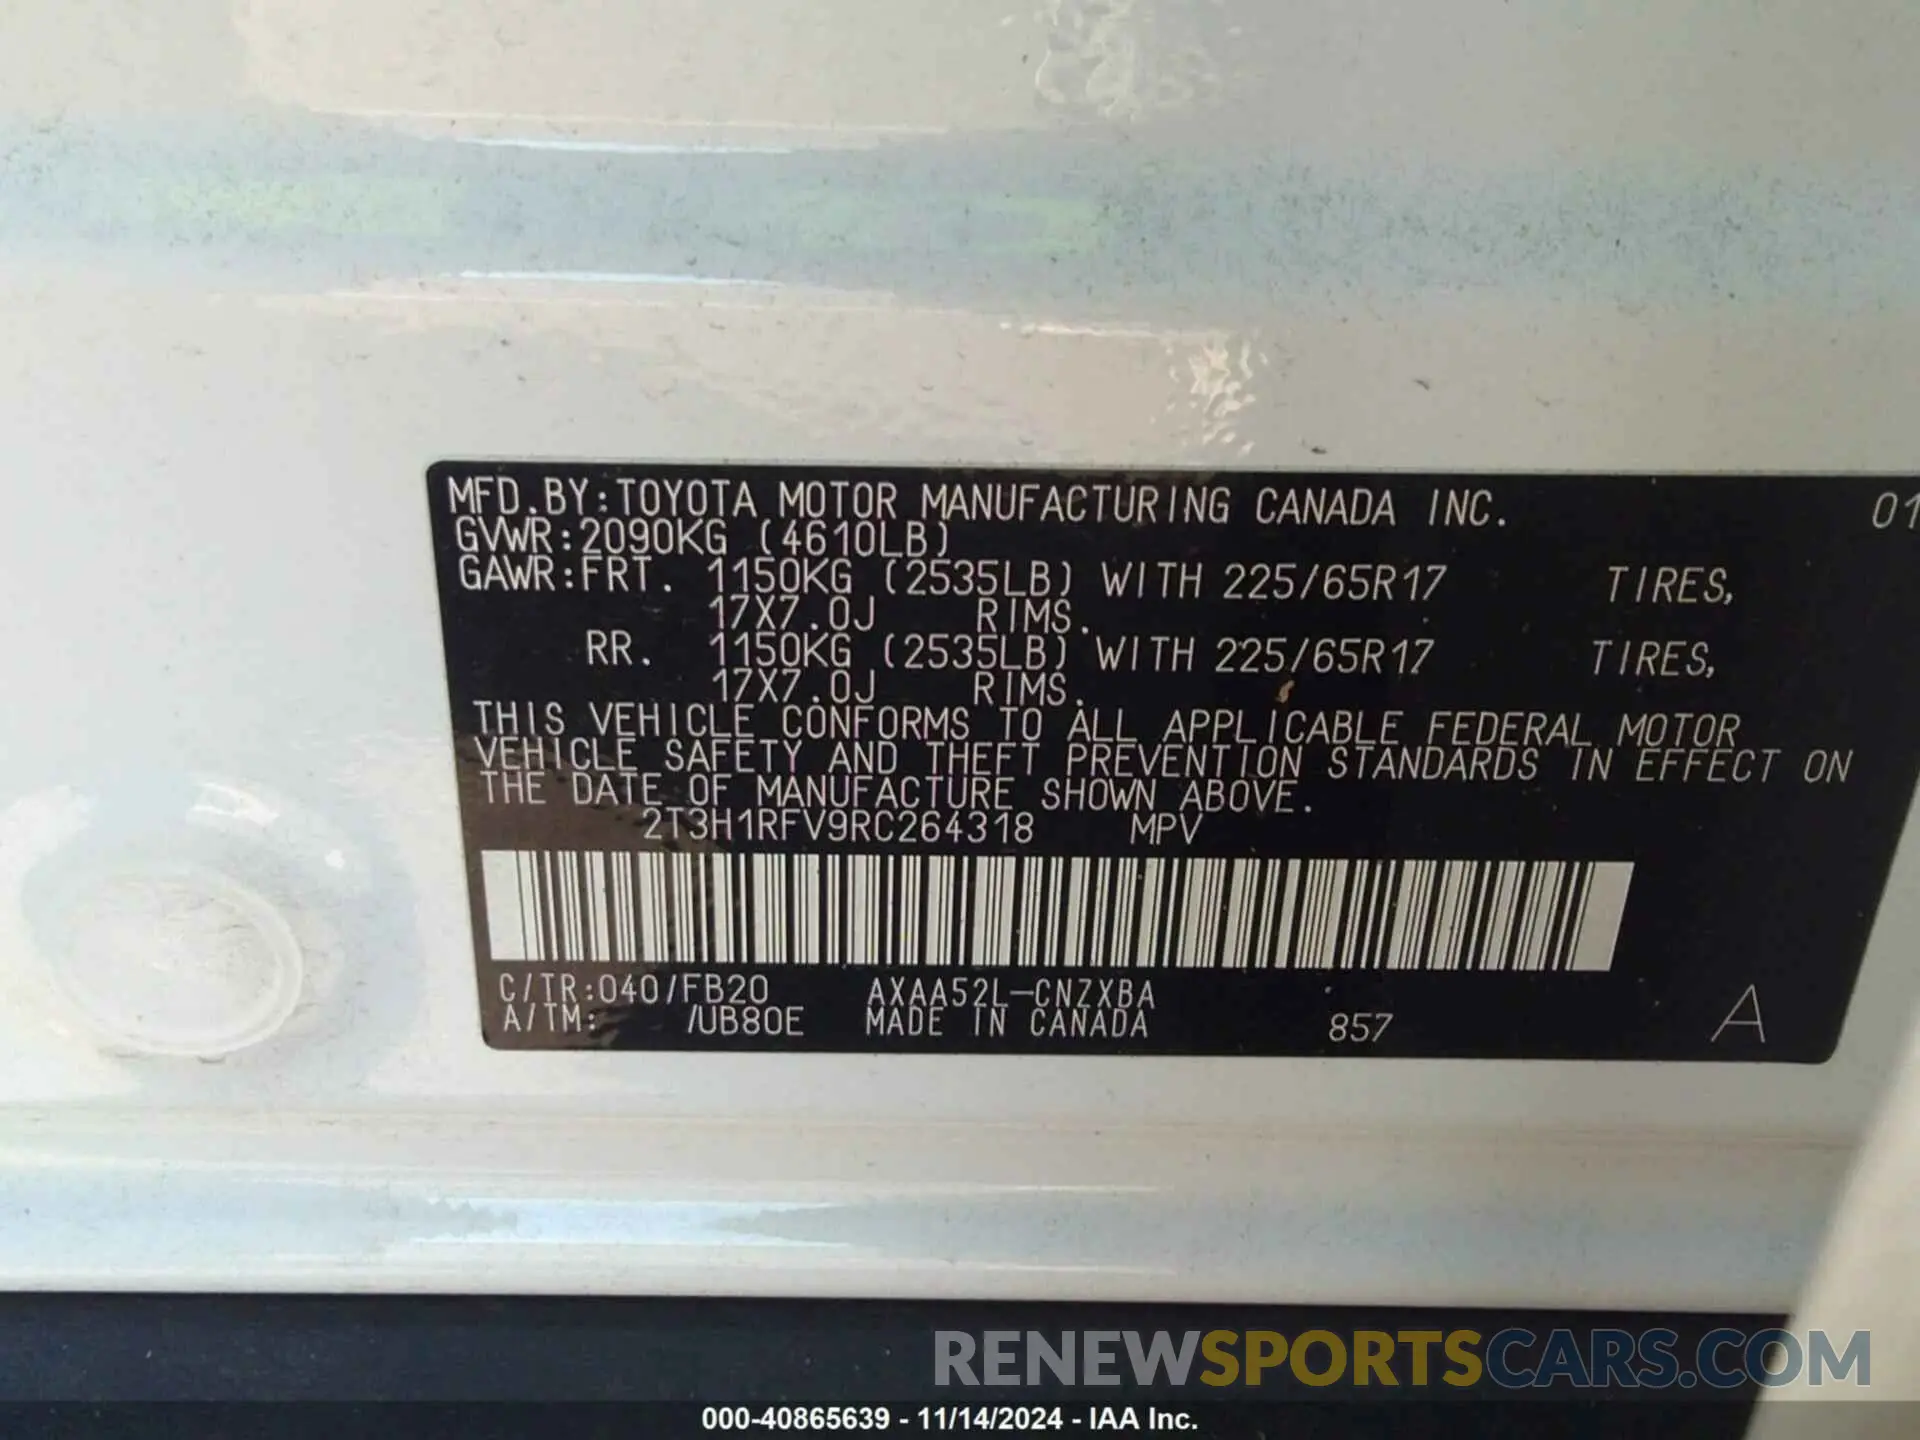 MFD.BY:TOYOTA MOTOR MANUFACTURING CANADA INC. 01
GVWR:2090KG (4610LB)
GAWR:FRT. 1150KG (2535LB) WITH 225/65R17 TIRES,
17X7.0J RIMS.
RR. 1150KG (2535LB) WITH 225/65R17 TIRES,
17X7.0J RIMS.
THIS VEHICLE CONFORMS TO ALL APPLICABLE FEDERAL MOTOR
VEHICLE SAFETY AND THEFT PREVENTION STANDARDS IN EFFECT ON
THE DATE OF MANUFACTURE SHOWN ABOVE.
2T3H1RFV9RC264318 MPV
C/TR:040/FB20 AXAA52L-CNZXBA
A/TM: /UB80E MADE IN CANADA 857 A
RENEWSPORTSCARS.COM
000-40865639 - 11/14/2024 - IAA Inc.